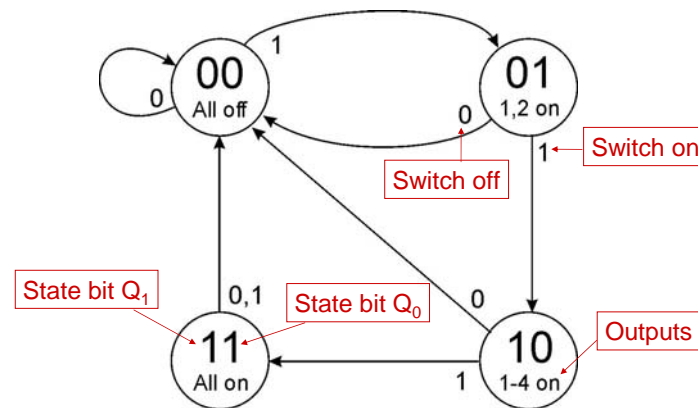 1
00
All off
0
01
1,2 on
0
1
Switch on
Switch off
State bit Q₁
0,1
State bit Q₀
0
11
All on
1
10
1-4 on
Outputs